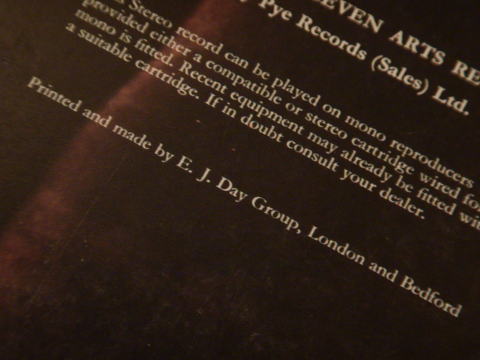 SEVEN ARTS RE
Pye Records (Sales) Ltd.
Stereo record can be played on mono reproducers
provided either a compatible or stereo cartridge wired for
mono is fitted. Recent equipment may already be fitted wit
a suitable cartridge. If in doubt consult your dealer.
Printed and made by E. J. Day Group, London and Bedford